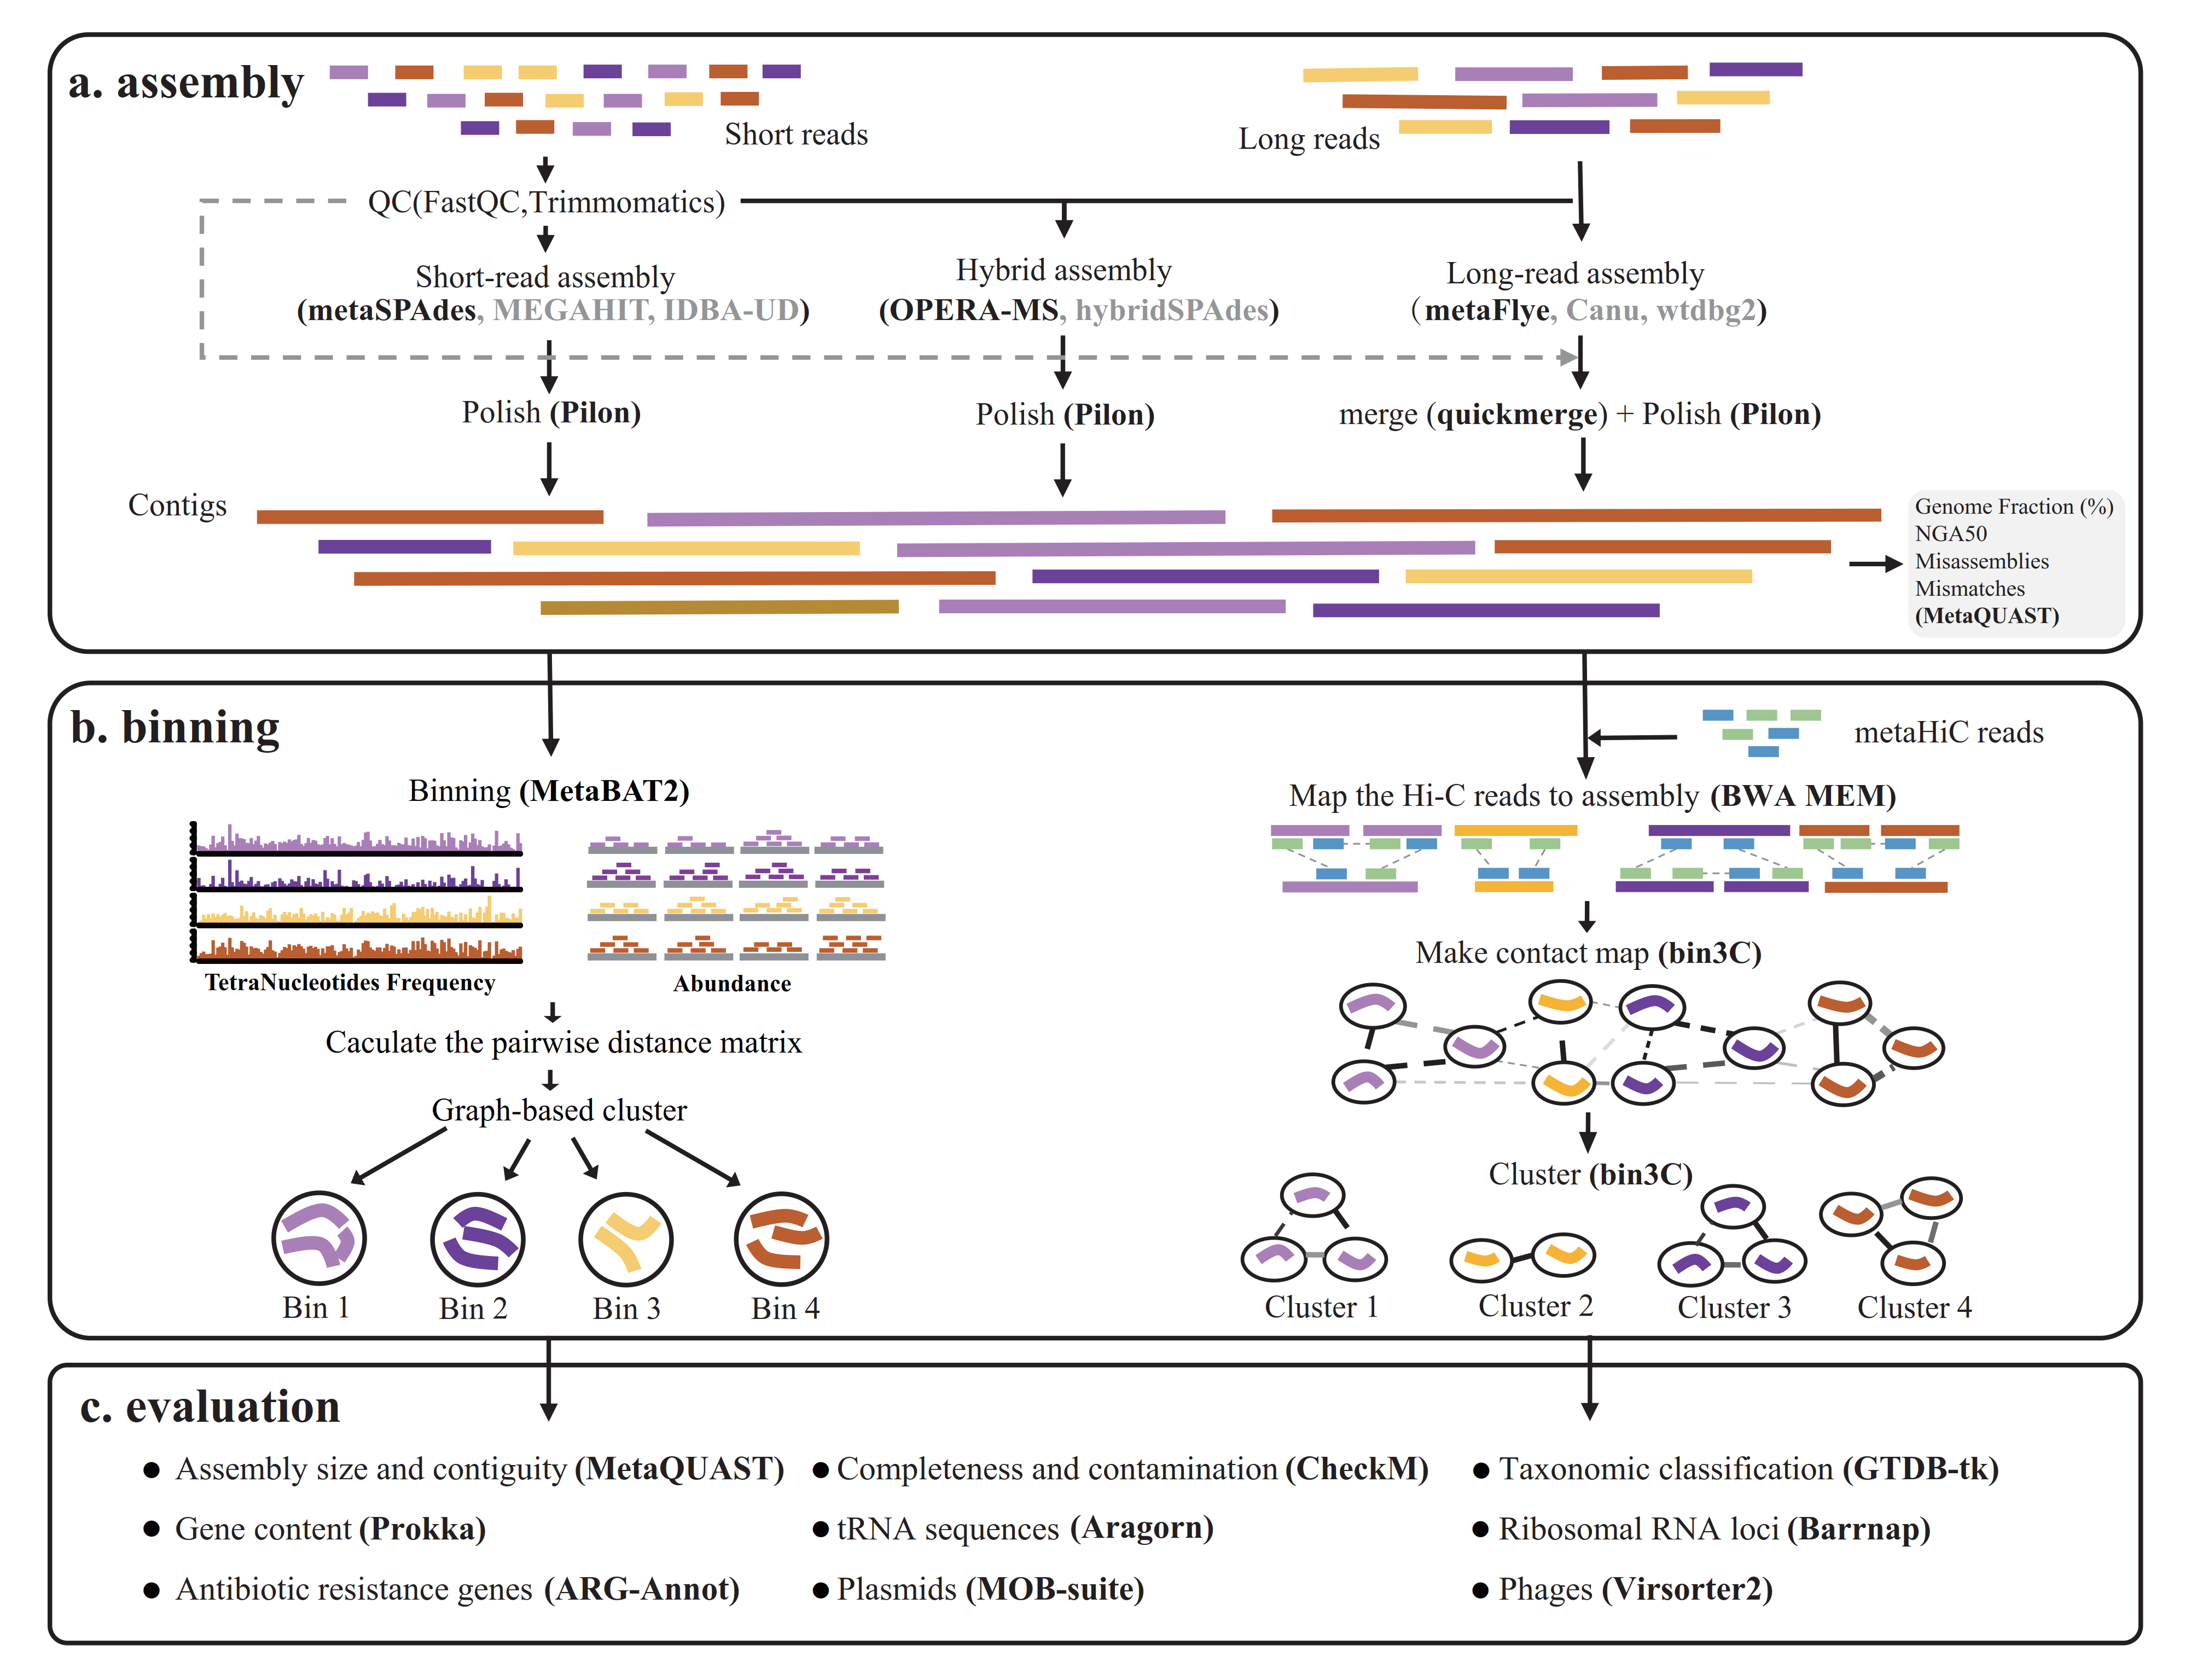 a. assembly
Short reads
Long reads
QC(FastQC,Trimmomatics)
Short-read assembly
(metaSPAdes, MEGAHIT, IDBA-UD)
Hybrid assembly
(OPERA-MS, hybridSPAdes)
Long-read assembly
(metaFlye, Canu, wtdbg2)
Polish (Pilon)
Polish (Pilon)
merge (quickmerge) + Polish (Pilon)
Contigs
Genome Fraction (%)
NGA50
Misassemblies
Mismatches
(MetaQUAST)
b. binning
metaHiC reads
Binning (MetaBAT2)
TetraNucleotides Frequency
Abundance
Caculate the pairwise distance matrix
Graph-based cluster
Bin 1
Bin 2
Bin 3
Bin 4
Map the Hi-C reads to assembly (BWA MEM)
Make contact map (bin3C)
Cluster (bin3C)
Cluster 1
Cluster 2
Cluster 3
Cluster 4
c. evaluation
● Assembly size and contiguity (MetaQUAST)
● Completeness and contamination (CheckM)
● Taxonomic classification (GTDB-tk)
● Gene content (Prokka)
● tRNA sequences (Aragorn)
● Ribosomal RNA loci (Barrnap)
● Antibiotic resistance genes (ARG-Annot)
● Plasmids (MOB-suite)
● Phages (Virsorter2)